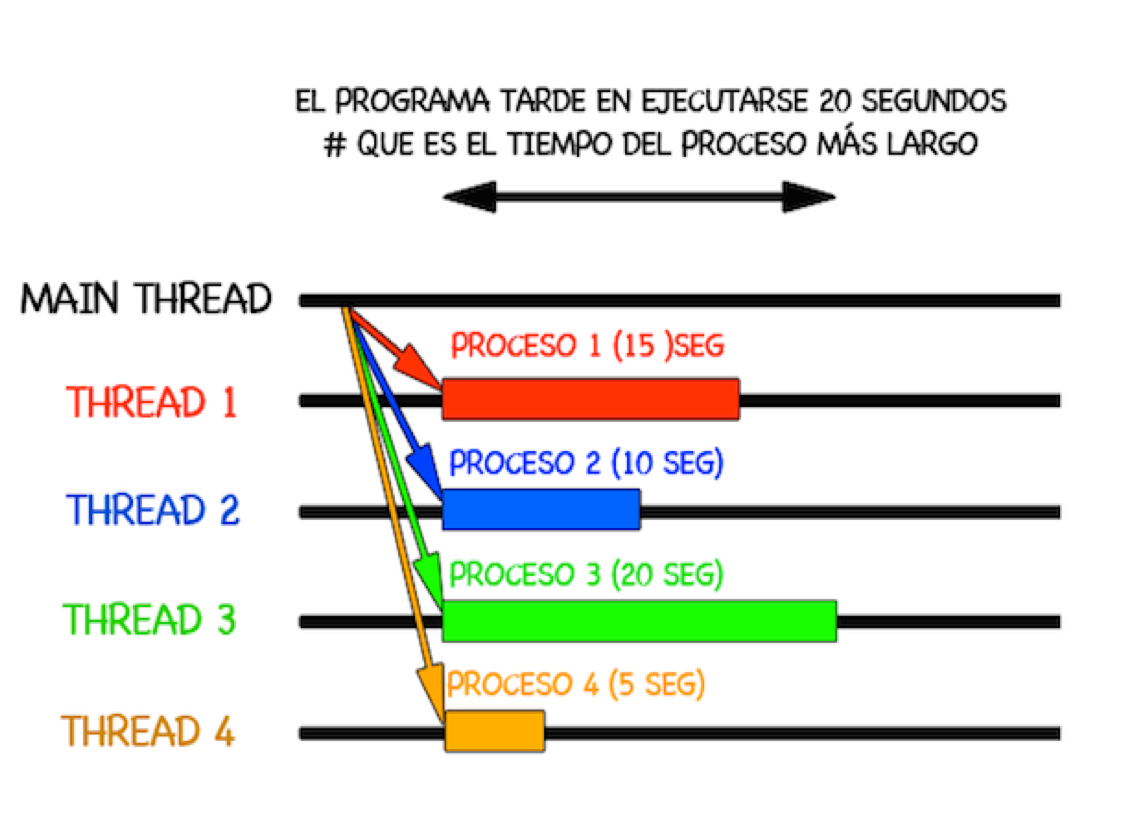 EL PROGRAMA TARDE EN EJECUTARSE 20 SEGUNDOS
# QUE ES EL TIEMPO DEL PROCESO MÁS LARGO
MAIN THREAD
PROCESO 1 (15 )SEG
THREAD 1
PROCESO 2 (10 SEG)
THREAD 2
PROCESO 3 (20 SEG)
THREAD 3
PROCESO 4 (5 SEG)
THREAD 4